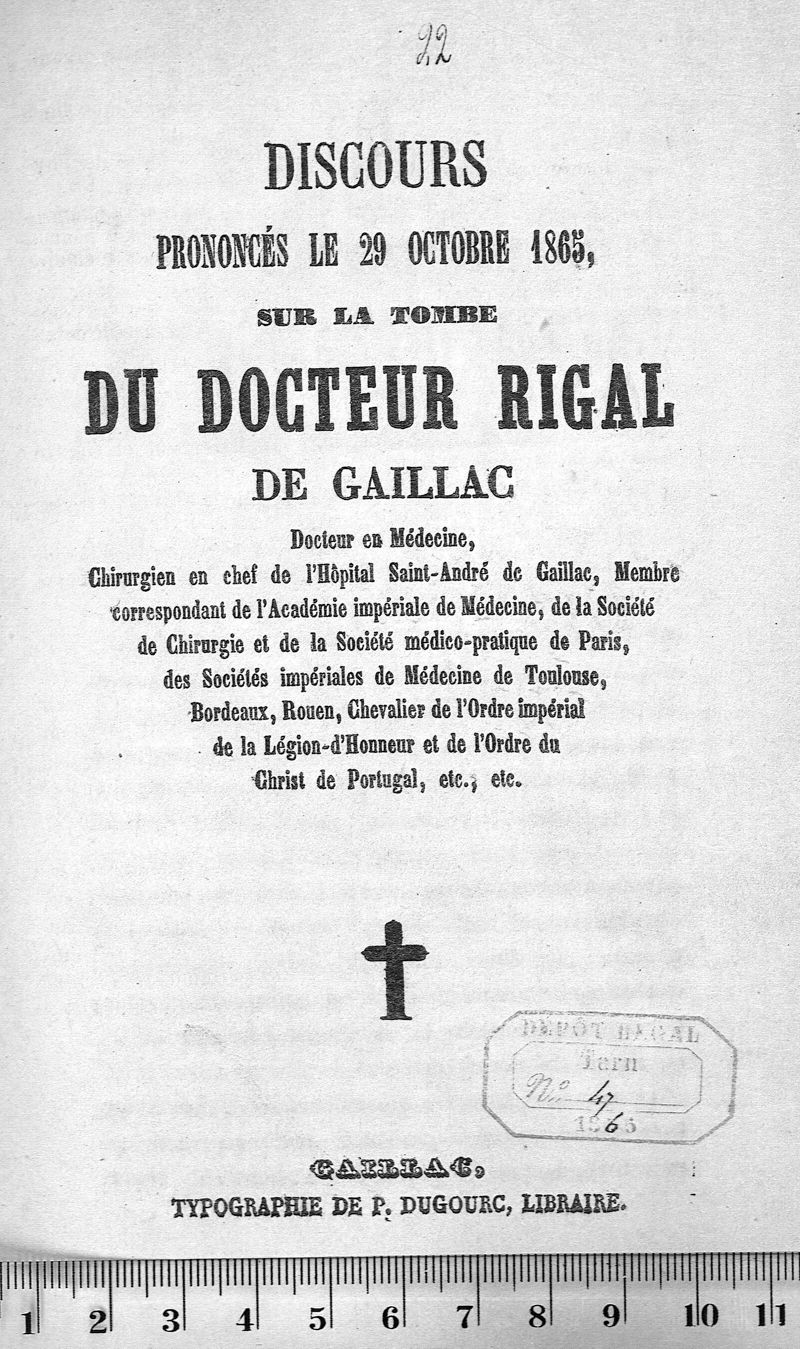 22
DISCOURS
PRONONCÉS LE 29 OCTOBRE 1865,
SUR LA TOMBE
DU DOCTEUR RIGAL
DE GAILLAC
Docteur en Médecine,
Chirurgien en chef de l'Hôpital Saint-André de Gaillac, Membre
correspondant de l'Académie impériale de Médecine, de la Société
de Chirurgie et de la Société médico-pratique de Paris,
des Sociétés impériales de Médecine de Toulouse,
Bordeaux, Rouen, Chevalier de l'Ordre impérial
de la Légion-d'Honneur et de l'Ordre du
Christ de Portugal, etc., etc.
DÉPÔT LÉGAL
Tarn
No 47
1865
GAILLAC,
TYPOGRAPHIE DE P. DUGOURC, LIBRAIRE.
1 2 3 4 5 6 7 8 9 10 11